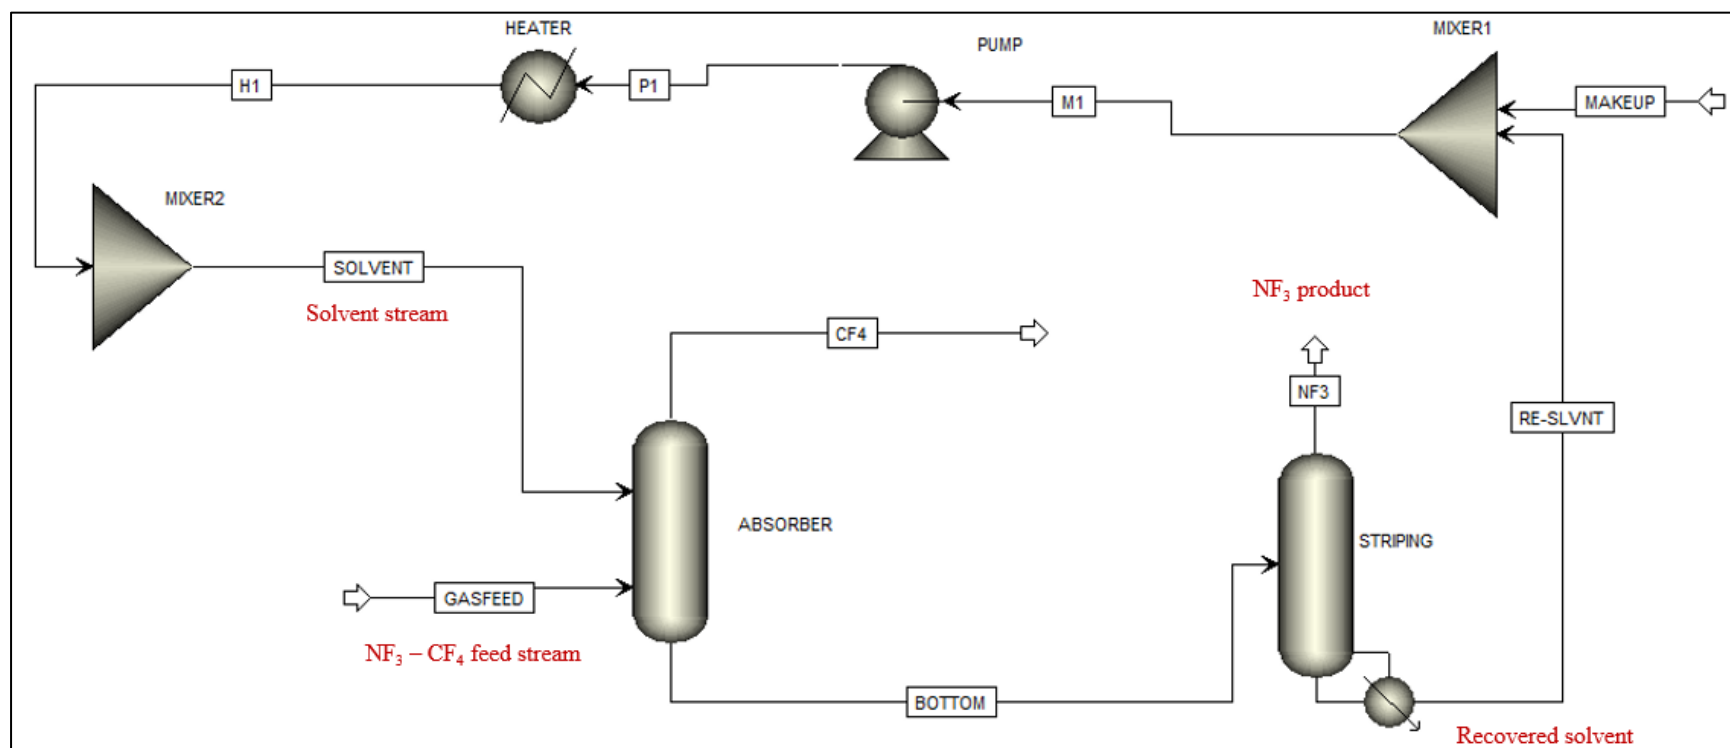 HEATER
PUMP
MIXER1
H1
P1
M1
MAKEUP
MIXER2
SOLVENT
Solvent stream
NF₃ product
CF4
NF3
RE-SLVNT
ABSORBER
STRIPING
GASFEED
NF₃ – CF₄ feed stream
BOTTOM
Recovered solvent